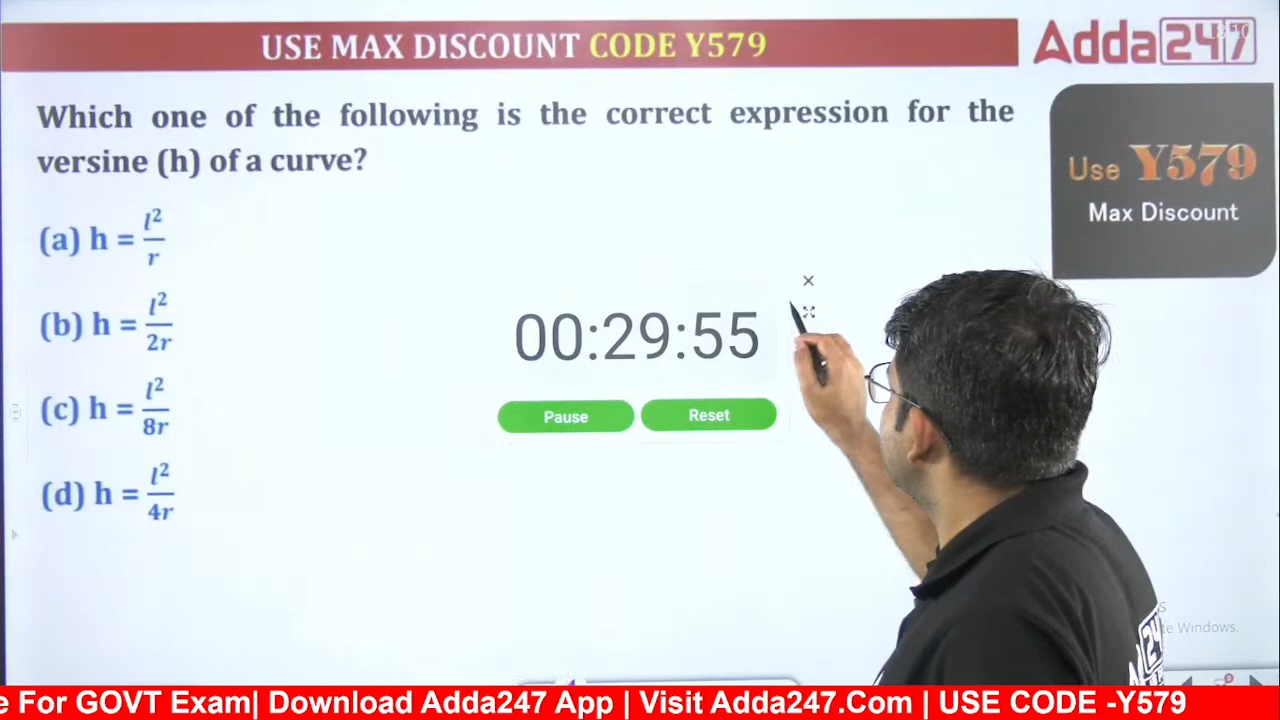 USE MAX DISCOUNT CODE Y579
Adda247
Which one of the following is the correct expression for the
versine (h) of a curve?
Use Y579
Max Discount
(a) h = l²/r
(b) h = l²/2r
(c) h = l²/8r
(d) h = l²/4r
00:29:55
Pause Reset
te Windows.
e For GOVT Exam| Download Adda247 App | Visit Adda247.Com | USE CODE -Y579